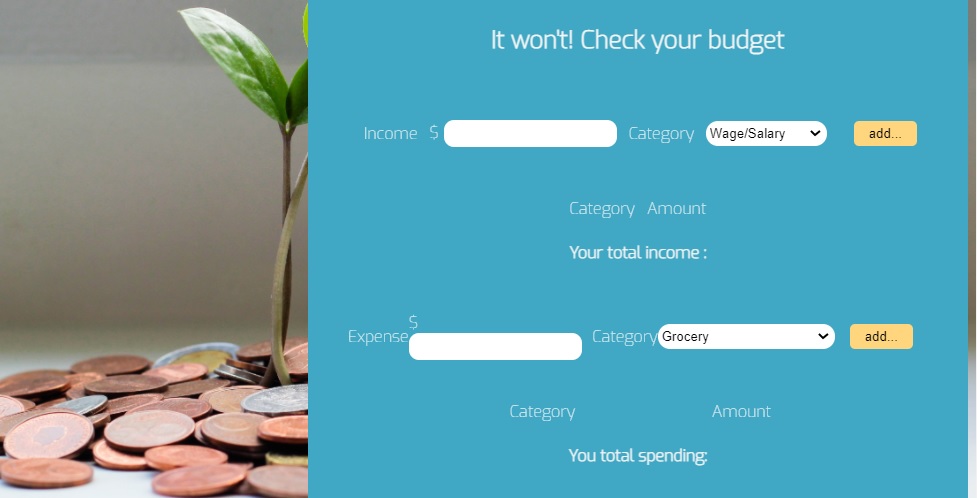 It won't! Check your budget
Income $ Category Wage/Salary add...
Category Amount
Your total income :
$
Expense Category Grocery add...
Category Amount
You total spending: